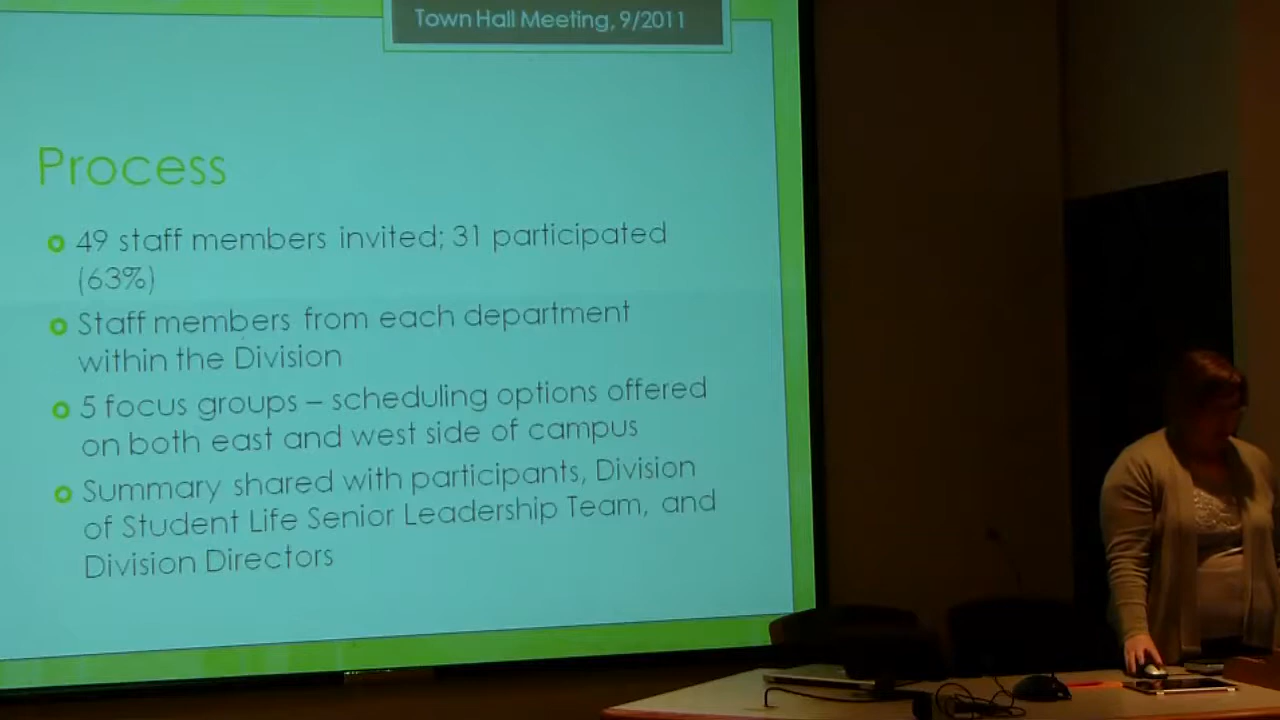 Town Hall Meeting, 9/2011
Process
49 staff members invited; 31 participated
(63%)
Staff members from each department
within the Division
5 focus groups – scheduling options offered
on both east and west side of campus
Summary shared with participants, Division
of Student Life Senior Leadership Team, and
Division Directors